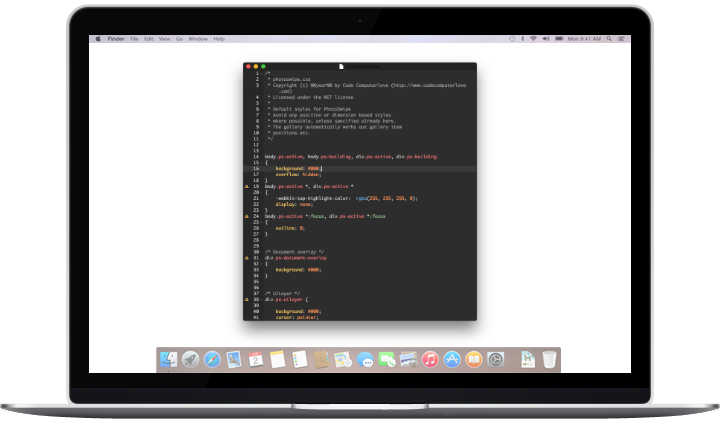 Finder File Edit View Go Window Help
Mon 9:41 AM
1 /*
2 * photoswipe.css
3 * Copyright (c) %%year%% by Code Computerlove (http://www.codecomputerlove
.com)
4 * Licensed under the MIT license
5 *
6 * Default styles for PhotoSwipe
7 * Avoid any position or dimension based styles
8 * where possible, unless specified already here.
9 * The gallery automatically works out gallery item
10 * positions etc.
11 */
12
13
14 body.ps-active, body.ps-building, div.ps-active, div.ps-building
15 {
16 background: #000;
17 overflow: hidden;
18 }
19 body.ps-active *, div.ps-active *
20 {
21 -webkit-tap-highlight-color: rgba(255, 255, 255, 0);
22 display: none;
23 }
24 body.ps-active *:focus, div.ps-active *:focus
25 {
26 outline: 0;
27 }
28
29
30 /* Document overlay */
31 div.ps-document-overlay
32 {
33 background: #000;
34 }
35
36
37 /* UILayer */
38 div.ps-uilayer {
39
40 background: #000;
41 cursor: pointer;
2